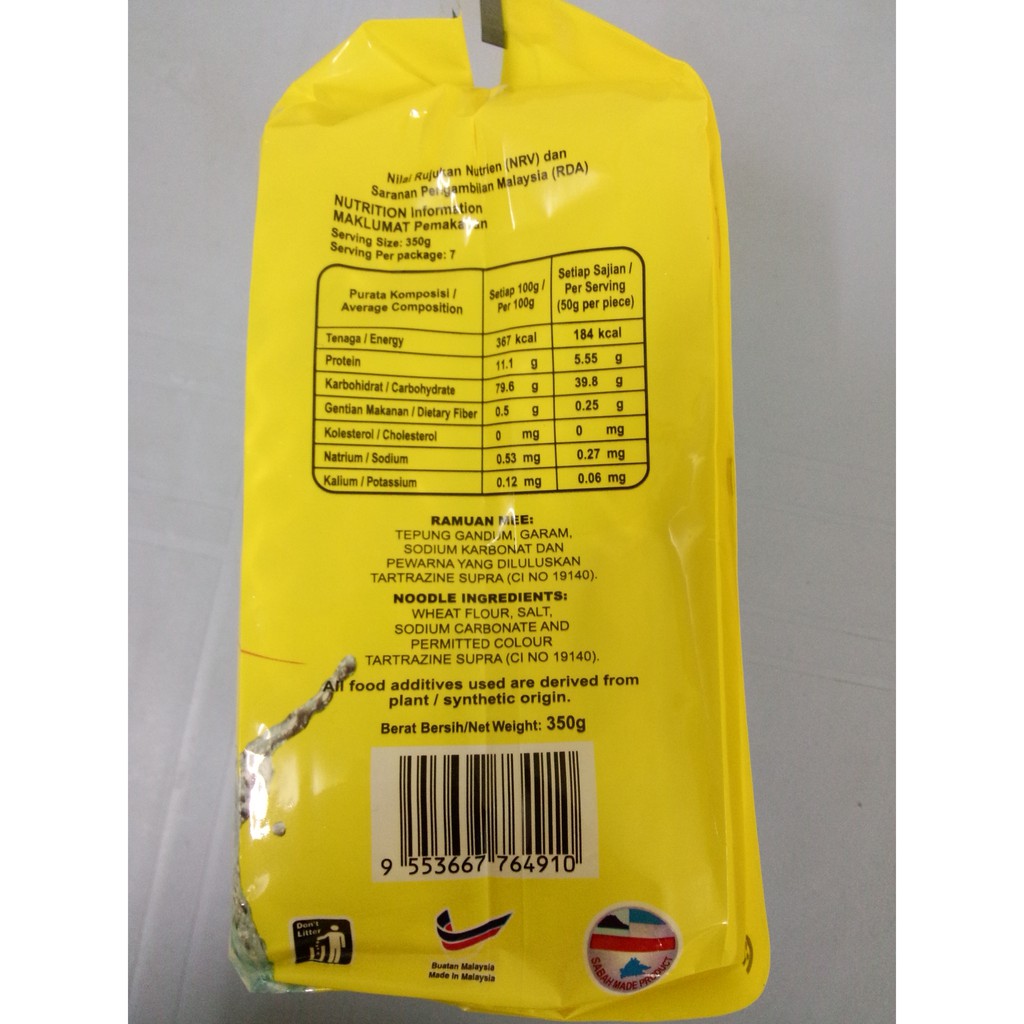 Nilai Rujukan Nutrien (NRV) dan
Saranan Pengambilan Malaysia (RDA)
NUTRITION Information
MAKLUMAT Pemakanan
Serving Size: 350g
Serving Per package: 7
Purata Komposisi / Average Composition Setiap 100g / Per 100g Setiap Sajian / Per Serving (50g per piece)
Tenaga / Energy 367 kcal 184 kcal
Protein 11.1 g 5.55 g
Karbohidrat / Carbohydrate 79.6 g 39.8 g
Gentian Makanan / Dietary Fiber 0.5 g 0.25 g
Kolesterol / Cholesterol 0 mg 0 mg
Natrium / Sodium 0.53 mg 0.27 mg
Kalium / Potassium 0.12 mg 0.06 mg
RAMUAN MEE:
TEPUNG GANDUM, GARAM,
SODIUM KARBONAT DAN
PEWARNA YANG DILULUSKAN
TARTRAZINE SUPRA (CI NO 19140).
NOODLE INGREDIENTS:
WHEAT FLOUR, SALT,
SODIUM CARBONATE AND
PERMITTED COLOUR
TARTRAZINE SUPRA (CI NO 19140).
All food additives used are derived from
plant / synthetic origin.
Berat Bersih/Net Weight: 350g
9 553667 764910
Don't
Litter
Buatan Malaysia
Made in Malaysia
SABAH MADE PRODUCT